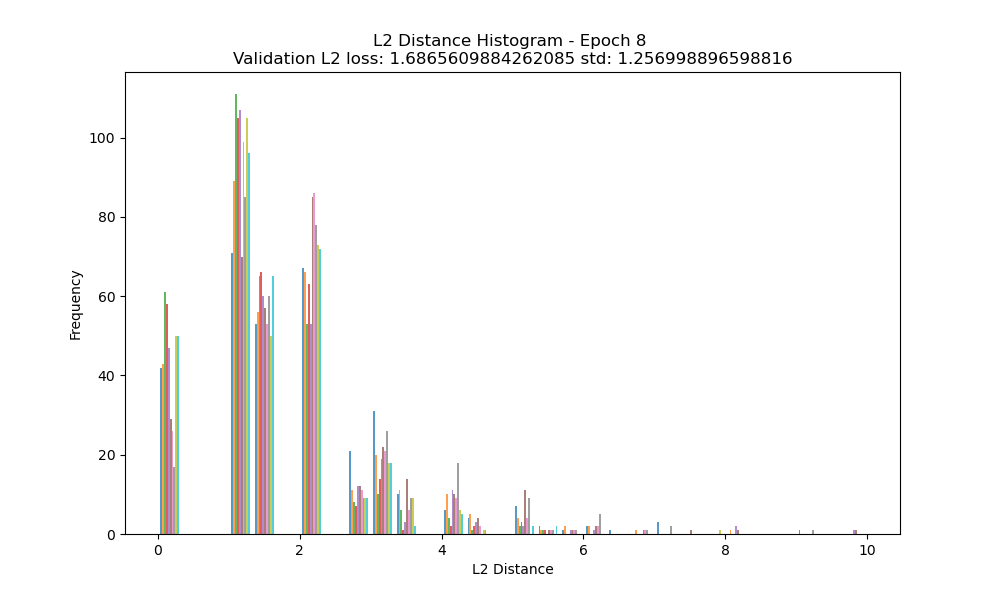 L2 Distance Histogram - Epoch 8
Validation L2 loss: 1.6865609884262085 std: 1.256998896598816
Frequency
100
80
60
40
20
0
0 2 4 6 8 10
L2 Distance